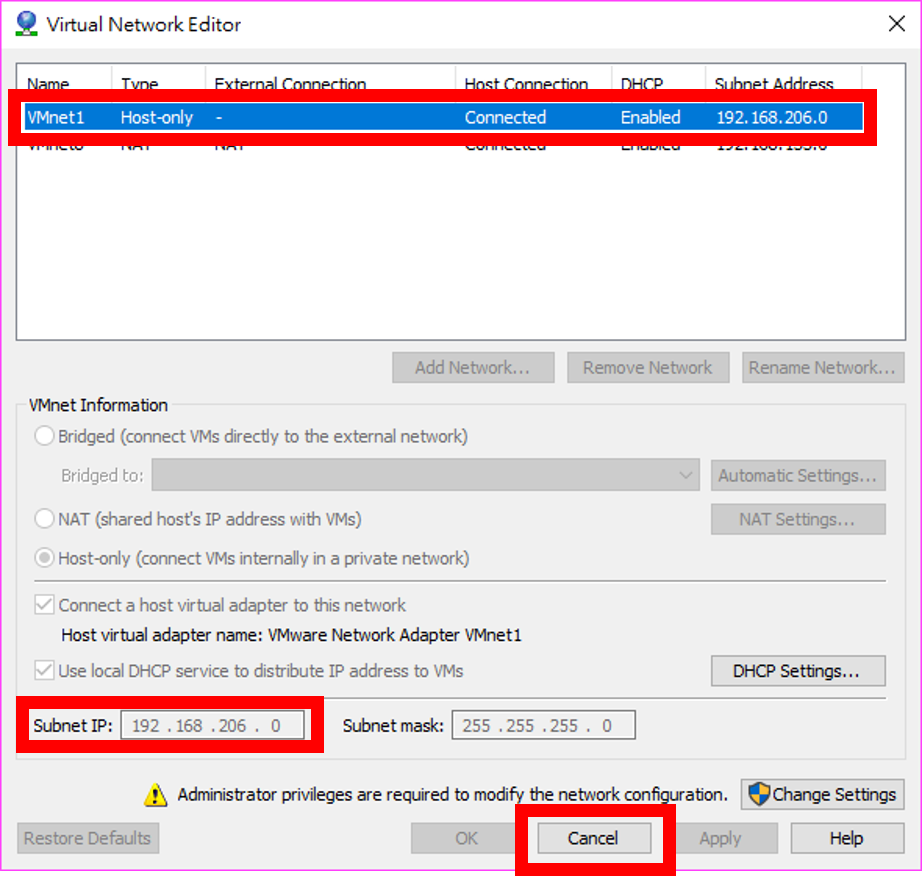 Virtual Network Editor
Name Type External Connection Host Connection DHCP Subnet Address
VMnet1 Host-only - Connected Enabled 192.168.206.0
NAT NAT Connected Enabled
Add Network... Remove Network Rename Network...
VMnet Information
Bridged (connect VMs directly to the external network)
Bridged to: Automatic Settings...
NAT (shared host's IP address with VMs) NAT Settings...
Host-only (connect VMs internally in a private network)
Connect a host virtual adapter to this network
Host virtual adapter name: VMware Network Adapter VMnet1
Use local DHCP service to distribute IP address to VMs DHCP Settings...
Subnet IP: 192 . 168 . 206 . 0 Subnet mask: 255 . 255 . 255 . 0
Administrator privileges are required to modify the network configuration. Change Settings
Restore Defaults OK Cancel Apply Help